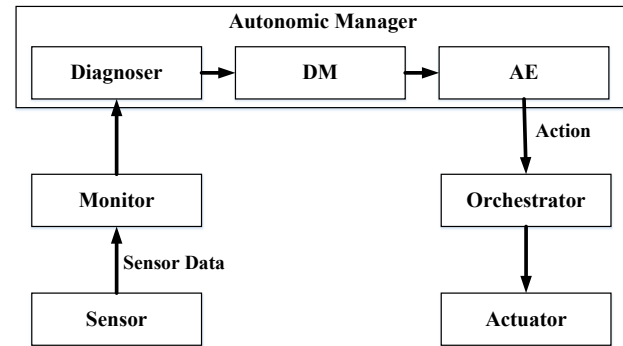 Autonomic Manager
Diagnoser
DM
AE
Action
Monitor
Orchestrator
Sensor Data
Sensor
Actuator